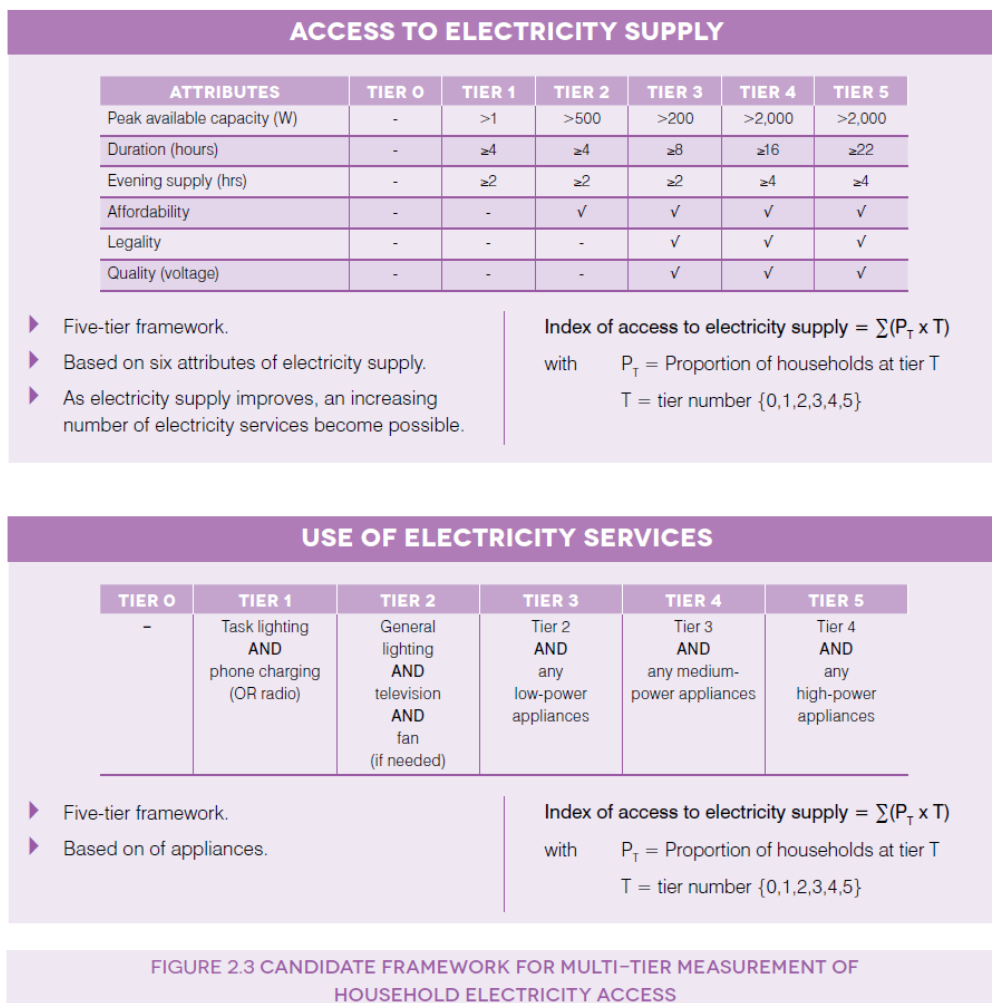 ACCESS TO ELECTRICITY SUPPLY
ATTRIBUTES TIER 0 TIER 1 TIER 2 TIER 3 TIER 4 TIER 5
Peak available capacity (W) - >1 >500 >200 >2,000 >2,000
Duration (hours) - ≥4 ≥4 ≥8 ≥16 ≥22
Evening supply (hrs) - ≥2 ≥2 ≥2 ≥4 ≥4
Affordability - - √ √ √ √
Legality - - - √ √ √
Quality (voltage) - - - √ √ √
Five-tier framework.
Based on six attributes of electricity supply.
As electricity supply improves, an increasing
number of electricity services become possible.
Index of access to electricity supply = ∑(P_T x T)
with P_T = Proportion of households at tier T
T = tier number {0,1,2,3,4,5}
USE OF ELECTRICITY SERVICES
TIER 0 TIER 1 TIER 2 TIER 3 TIER 4 TIER 5
– Task lighting General Tier 2 Tier 3 Tier 4
AND lighting AND AND AND
phone charging AND any any medium- any
(OR radio) television low-power power appliances high-power
AND appliances appliances
fan
(if needed)
Five-tier framework.
Based on of appliances.
Index of access to electricity supply = ∑(P_T x T)
with P_T = Proportion of households at tier T
T = tier number {0,1,2,3,4,5}
FIGURE 2.3 CANDIDATE FRAMEWORK FOR MULTI-TIER MEASUREMENT OF
HOUSEHOLD ELECTRICITY ACCESS